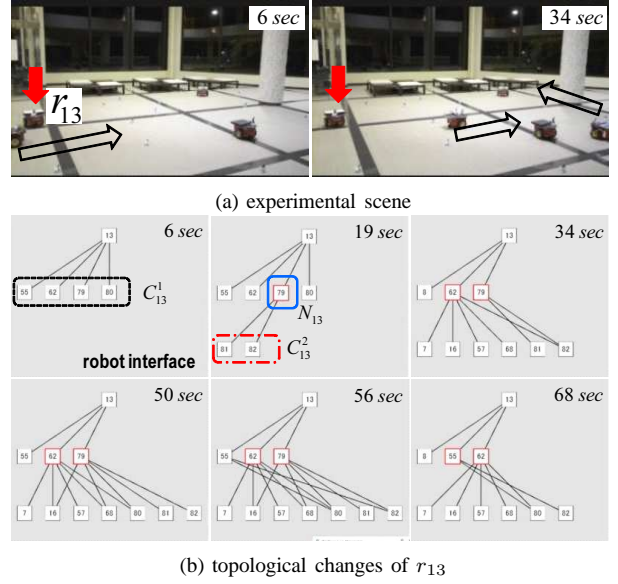 6 sec
34 sec
r13
(a) experimental scene
6 sec
19 sec
34 sec
13
13
13
55 62 79 80
C13^1
55 62 79 80
8 62 79
N13
81 82
C13^2
7 16 57 68 81 82
robot interface
50 sec
56 sec
68 sec
13
13
13
55 62 79
55 62 79
8 55 62
7 16 57 68 80 81 82
7 16 57 68 80 81 82
7 16 57 68 80 82
(b) topological changes of r13